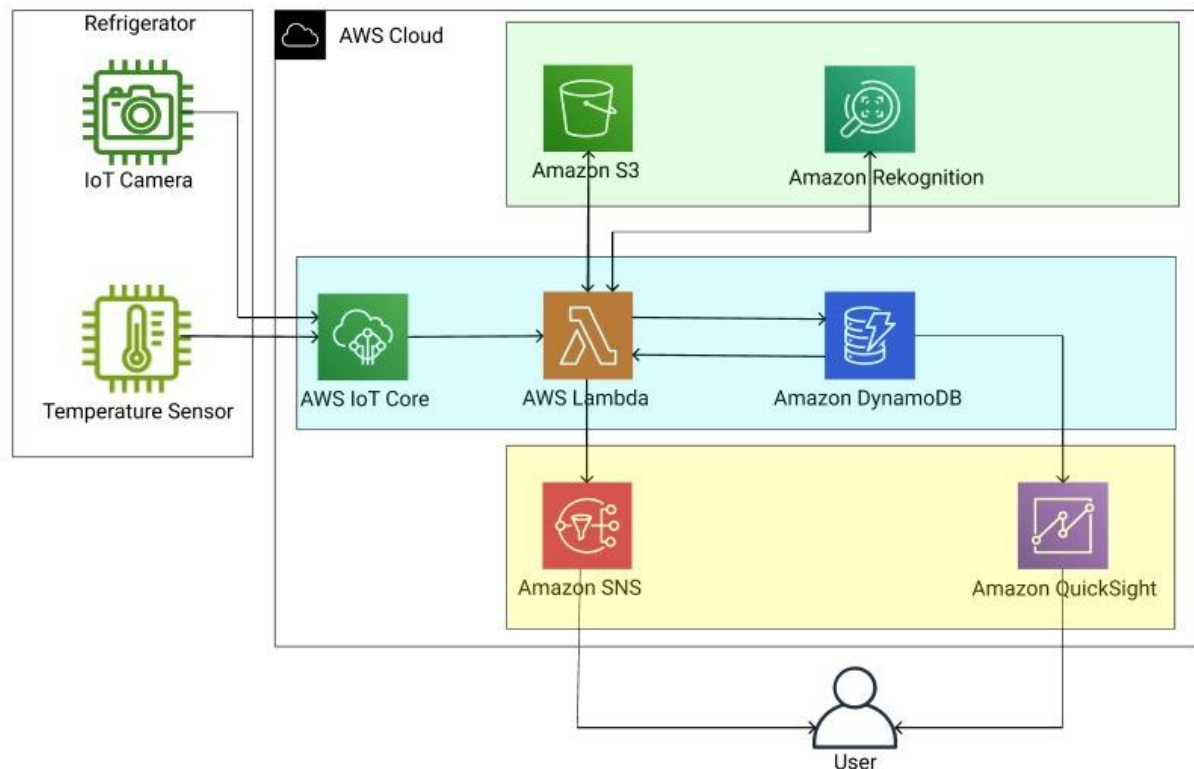 Refrigerator
AWS Cloud
IoT Camera
Amazon S3
Amazon Rekognition
Temperature Sensor
AWS IoT Core
AWS Lambda
Amazon DynamoDB
Amazon SNS
Amazon QuickSight
User